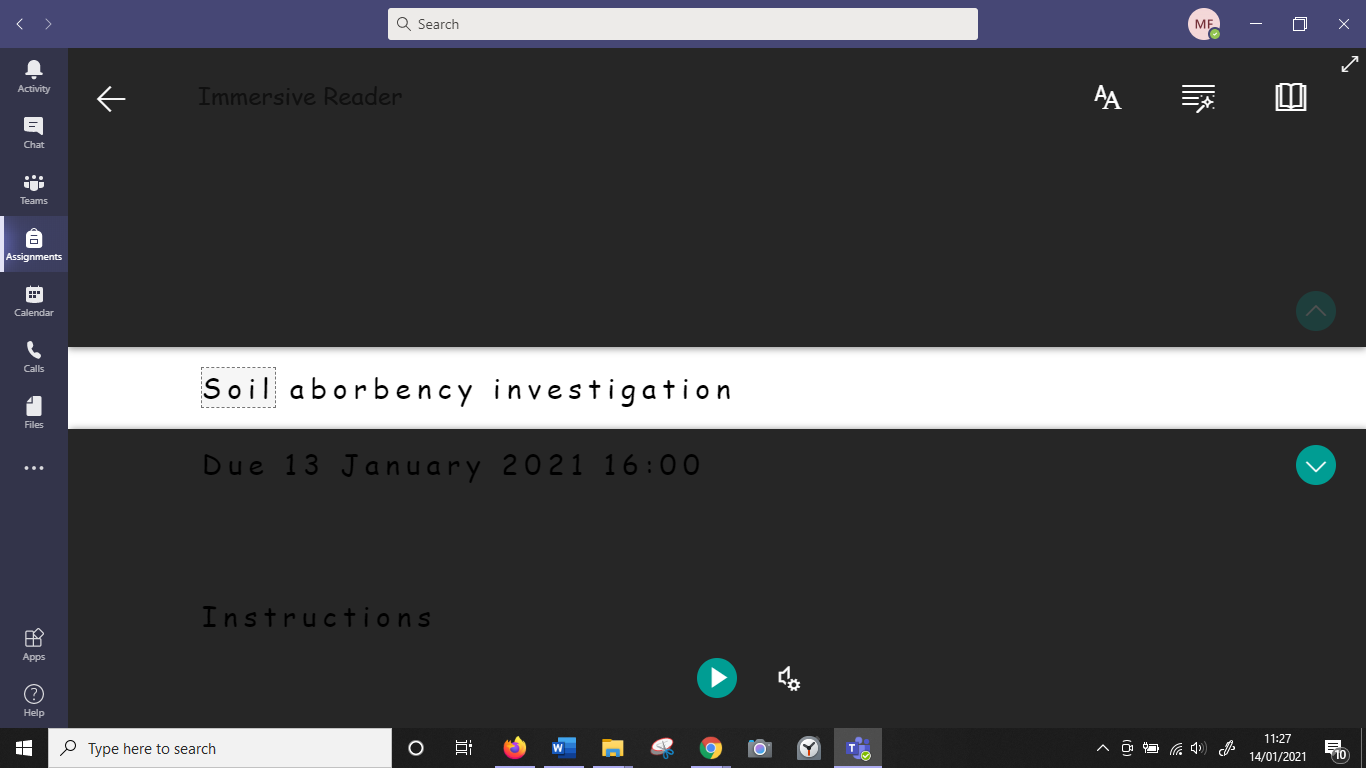 Search
MF
Activity
Chat
Teams
Assignments
Calendar
Calls
Files
Apps
Help
Immersive Reader
AA
Soil aborbency investigation
Due 13 January 2021 16:00
Instructions
Type here to search
11:27
14/01/2021
10